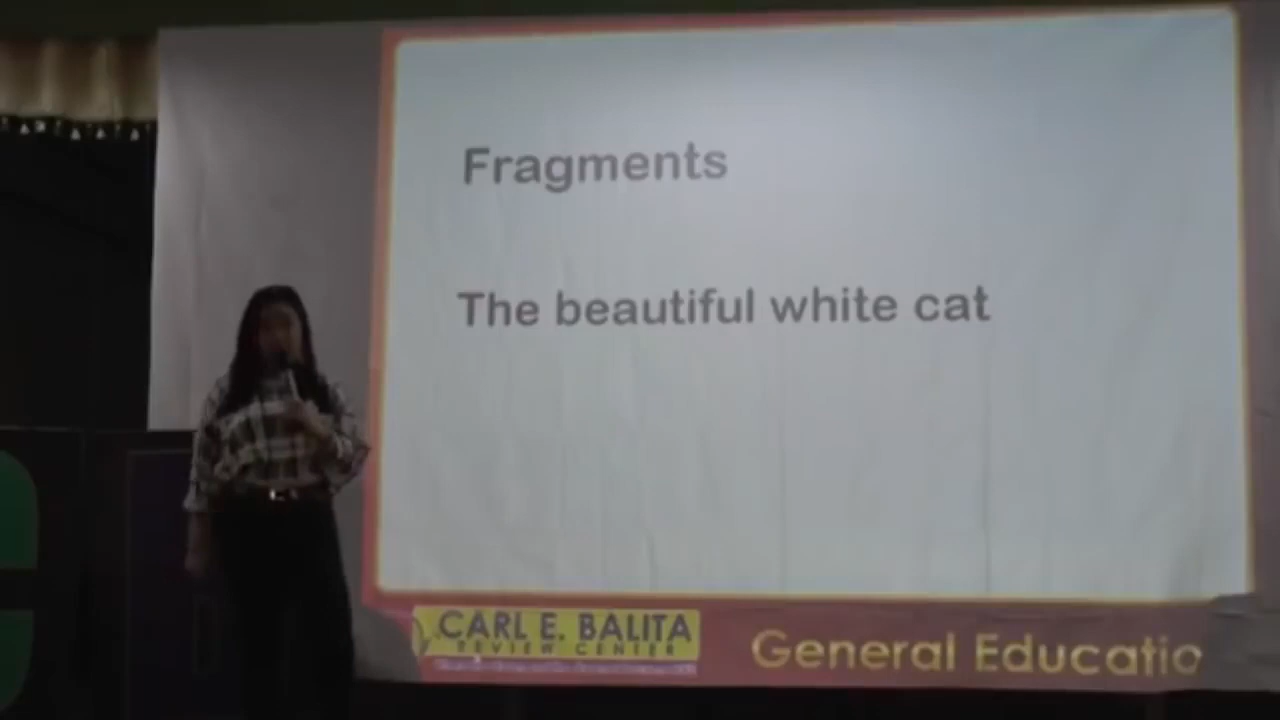 Fragments
The beautiful white cat
CARL E. BALITA
REVIEW CENTER
General Educatio